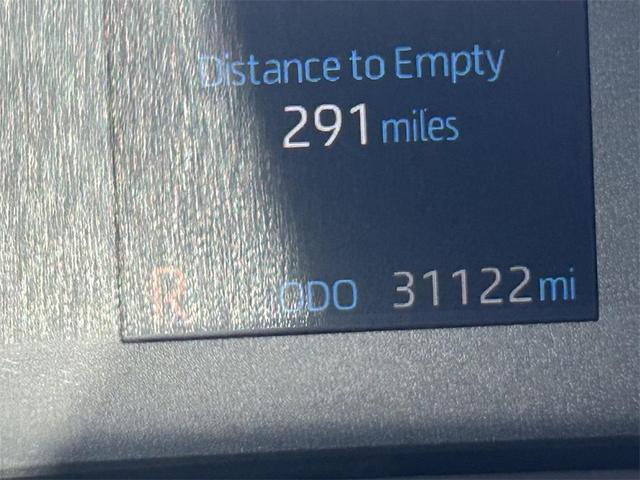 Distance to Empty
291 miles
R ODO 31122 mi